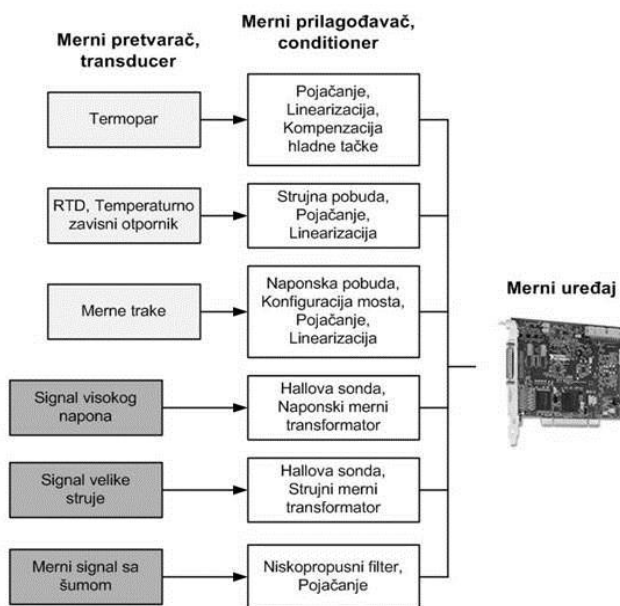 Merni pretvarač,
transducer
Merni prilagođavač,
conditioner
Termopar
Pojačanje,
Linearizacija,
Kompenzacija
hladne tačke
RTD, Temperaturno
zavisni otpornik
Strujna pobuda,
Pojačanje,
Linearizacija
Merne trake
Naponska pobuda,
Konfiguracija mosta,
Pojačanje,
Linearizacija
Merni uređaj
Signal visokog
napona
Hallova sonda,
Naponski merni
transformator
Signal velike
struje
Hallova sonda,
Strujni merni
transformator
Merni signal sa
šumom
Niskopropusni filter,
Pojačanje